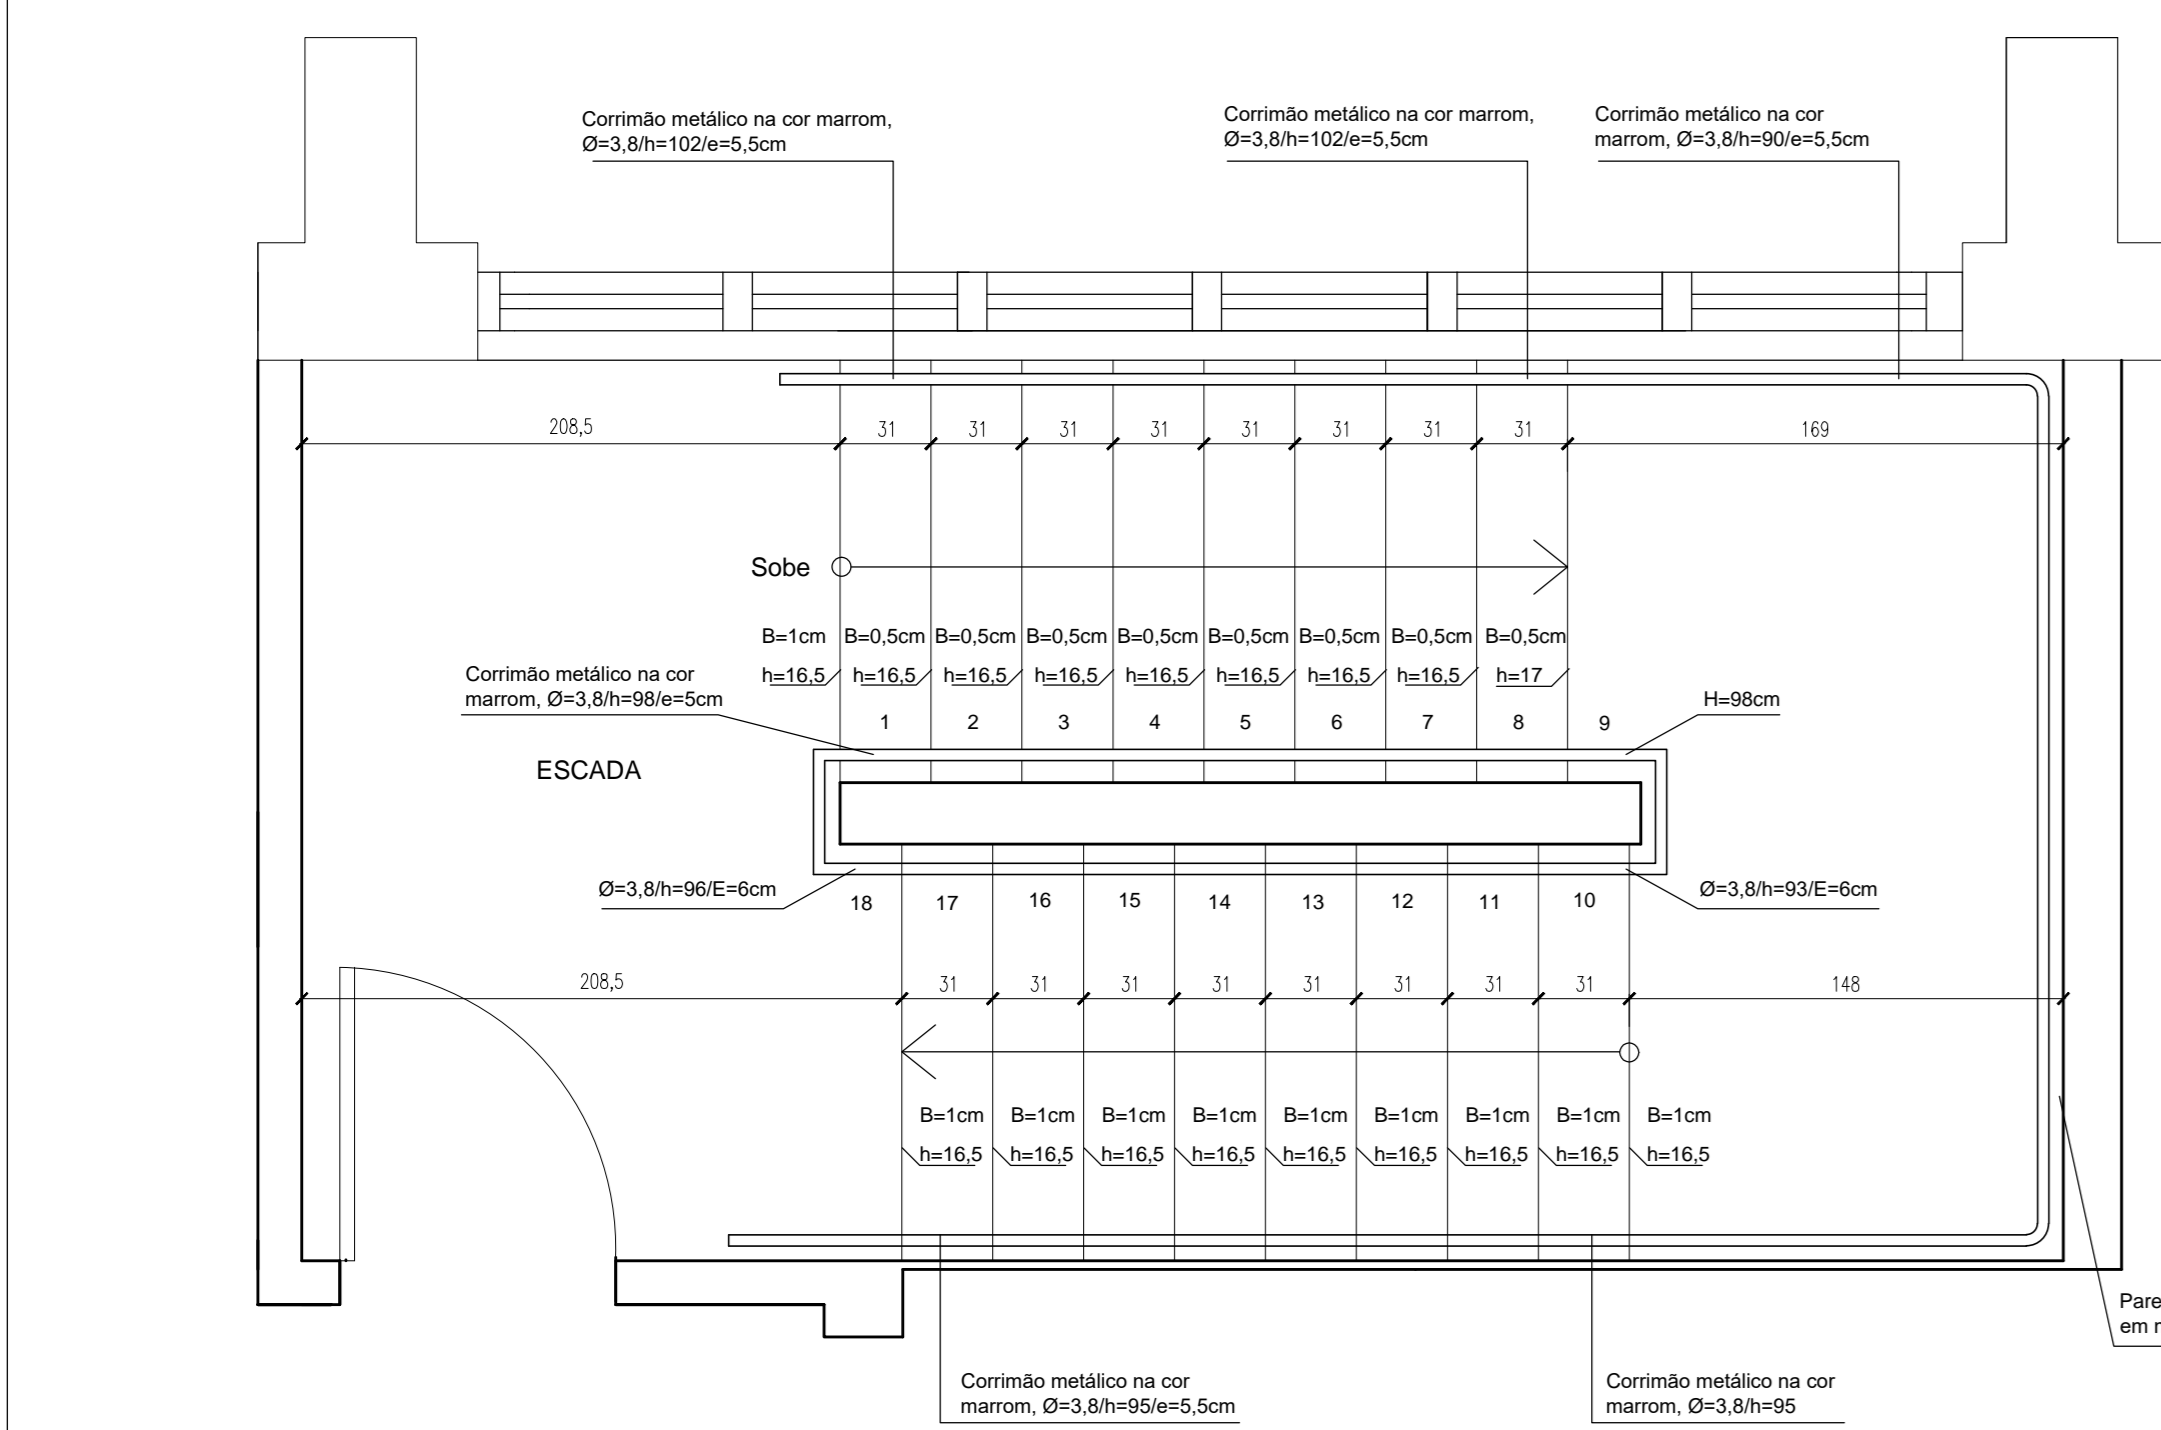 Corrimão metálico na cor marrom,
Ø=3,8/h=102/e=5,5cm
Corrimão metálico na cor marrom,
Ø=3,8/h=102/e=5,5cm
Corrimão metálico na cor
marrom, Ø=3,8/h=90/e=5,5cm
208,5 31 31 31 31 31 31 31 31 169
Sobe
B=1cm B=0,5cm B=0,5cm B=0,5cm B=0,5cm B=0,5cm B=0,5cm B=0,5cm B=0,5cm
h=16,5 h=16,5 h=16,5 h=16,5 h=16,5 h=16,5 h=16,5 h=16,5 h=17
Corrimão metálico na cor
marrom, Ø=3,8/h=98/e=5cm
H=98cm
1 2 3 4 5 6 7 8 9
ESCADA
Ø=3,8/h=96/E=6cm
Ø=3,8/h=93/E=6cm
18 17 16 15 14 13 12 11 10
208,5 31 31 31 31 31 31 31 31 148
B=1cm B=1cm B=1cm B=1cm B=1cm B=1cm B=1cm B=1cm B=1cm
h=16,5 h=16,5 h=16,5 h=16,5 h=16,5 h=16,5 h=16,5 h=16,5 h=16,5
Pare
em
Corrimão metálico na cor
marrom, Ø=3,8/h=95/e=5,5cm
Corrimão metálico na cor
marrom, Ø=3,8/h=95